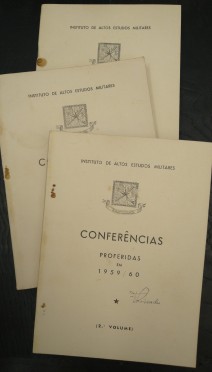 INSTITUTO DE ALTOS ESTUDOS MILITARES
INSTITUTO DE ALTOS ESTUDOS MILITARES
C
INSTITUTO DE ALTOS ESTUDOS MILITARES
CONFERÊNCIAS
PROFERIDAS
EM
1959-60
*